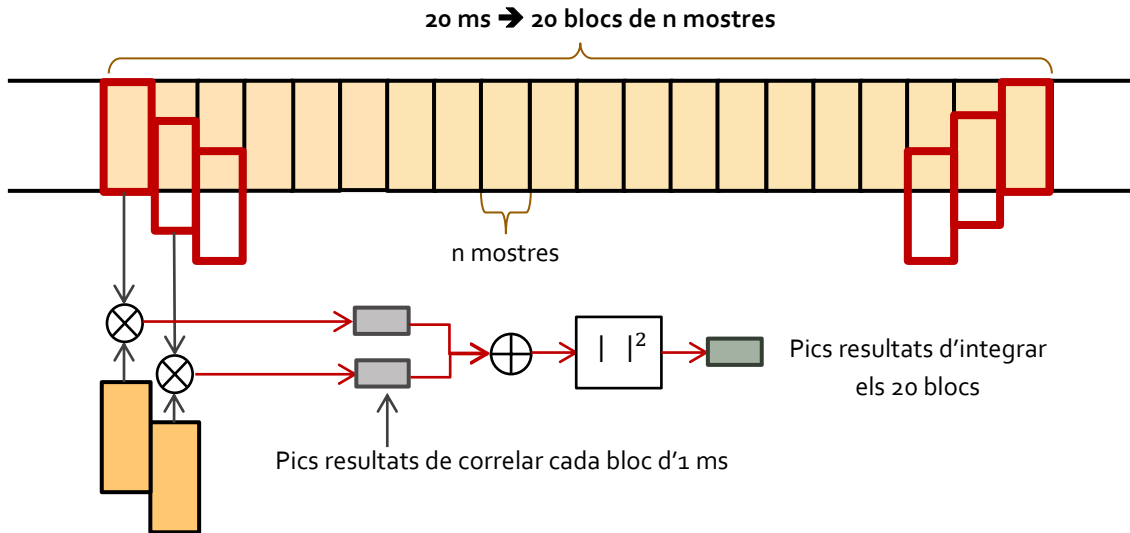 20 ms ➔ 20 blocs de n mostres
n mostres
| |²
Pics resultats d'integrar
els 20 blocs
Pics resultats de correlar cada bloc d'1 ms